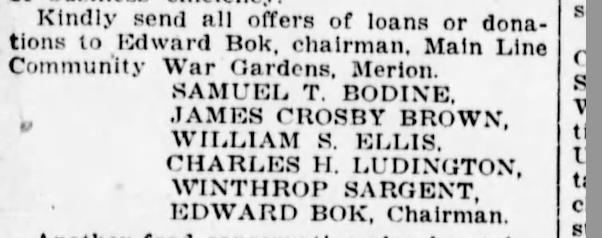 Kindly send all offers of loans or dona-
tions to Edward Bok, chairman, Main Line
Community War Gardens, Merion.
SAMUEL T. BODINE,
JAMES CROSBY BROWN,
WILLIAM S. ELLIS,
CHARLES H. LUDINGTON,
WINTHROP SARGENT,
EDWARD BOK, Chairman.